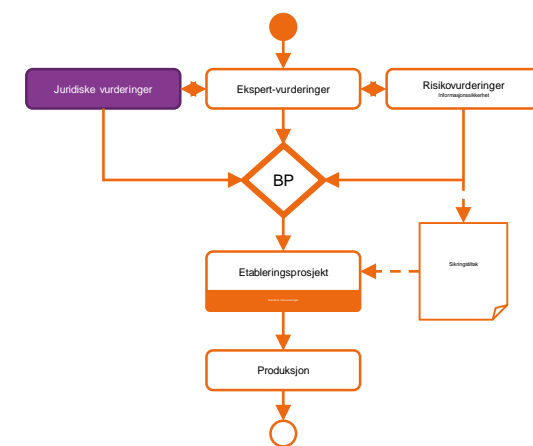 Juridiske vurderinger
Ekspert-vurderinger
Risikovurderinger
Informasjonssikkerhet
BP
Etableringsprosjekt
Sikringstiltak
Produksjon